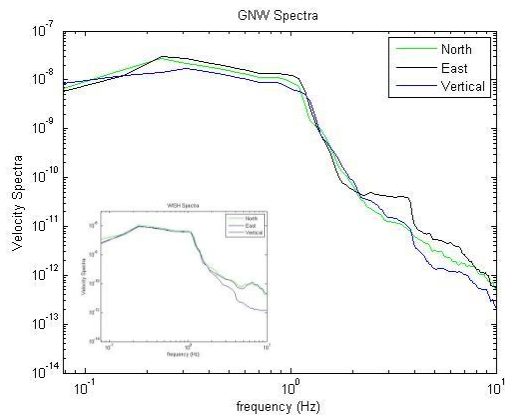 GNW Spectra
10^-7
10^-8
10^-9
10^-10
10^-11
10^-12
10^-13
10^-14
Velocity Spectra
North
East
Vertical
WISH Spectra
North
East
Vertical
Velocity Spectra
frequency (Hz)
10^-1
10^0
10^1
frequency (Hz)